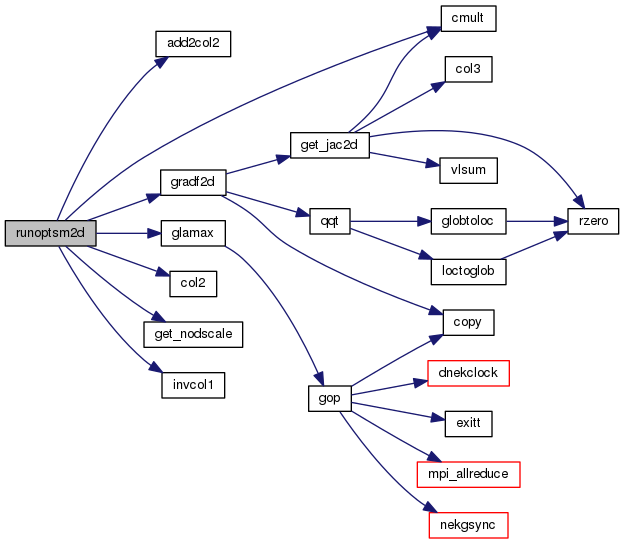 cmult
add2col2
col3
get_jac2d
vlsum
gradf2d
qqt
globtoloc
rzero
runoptsm2d
glamax
loctoglob
col2
get_nodscale
copy
invcol1
dnekclock
gop
exitt
mpi_allreduce
nekgsync